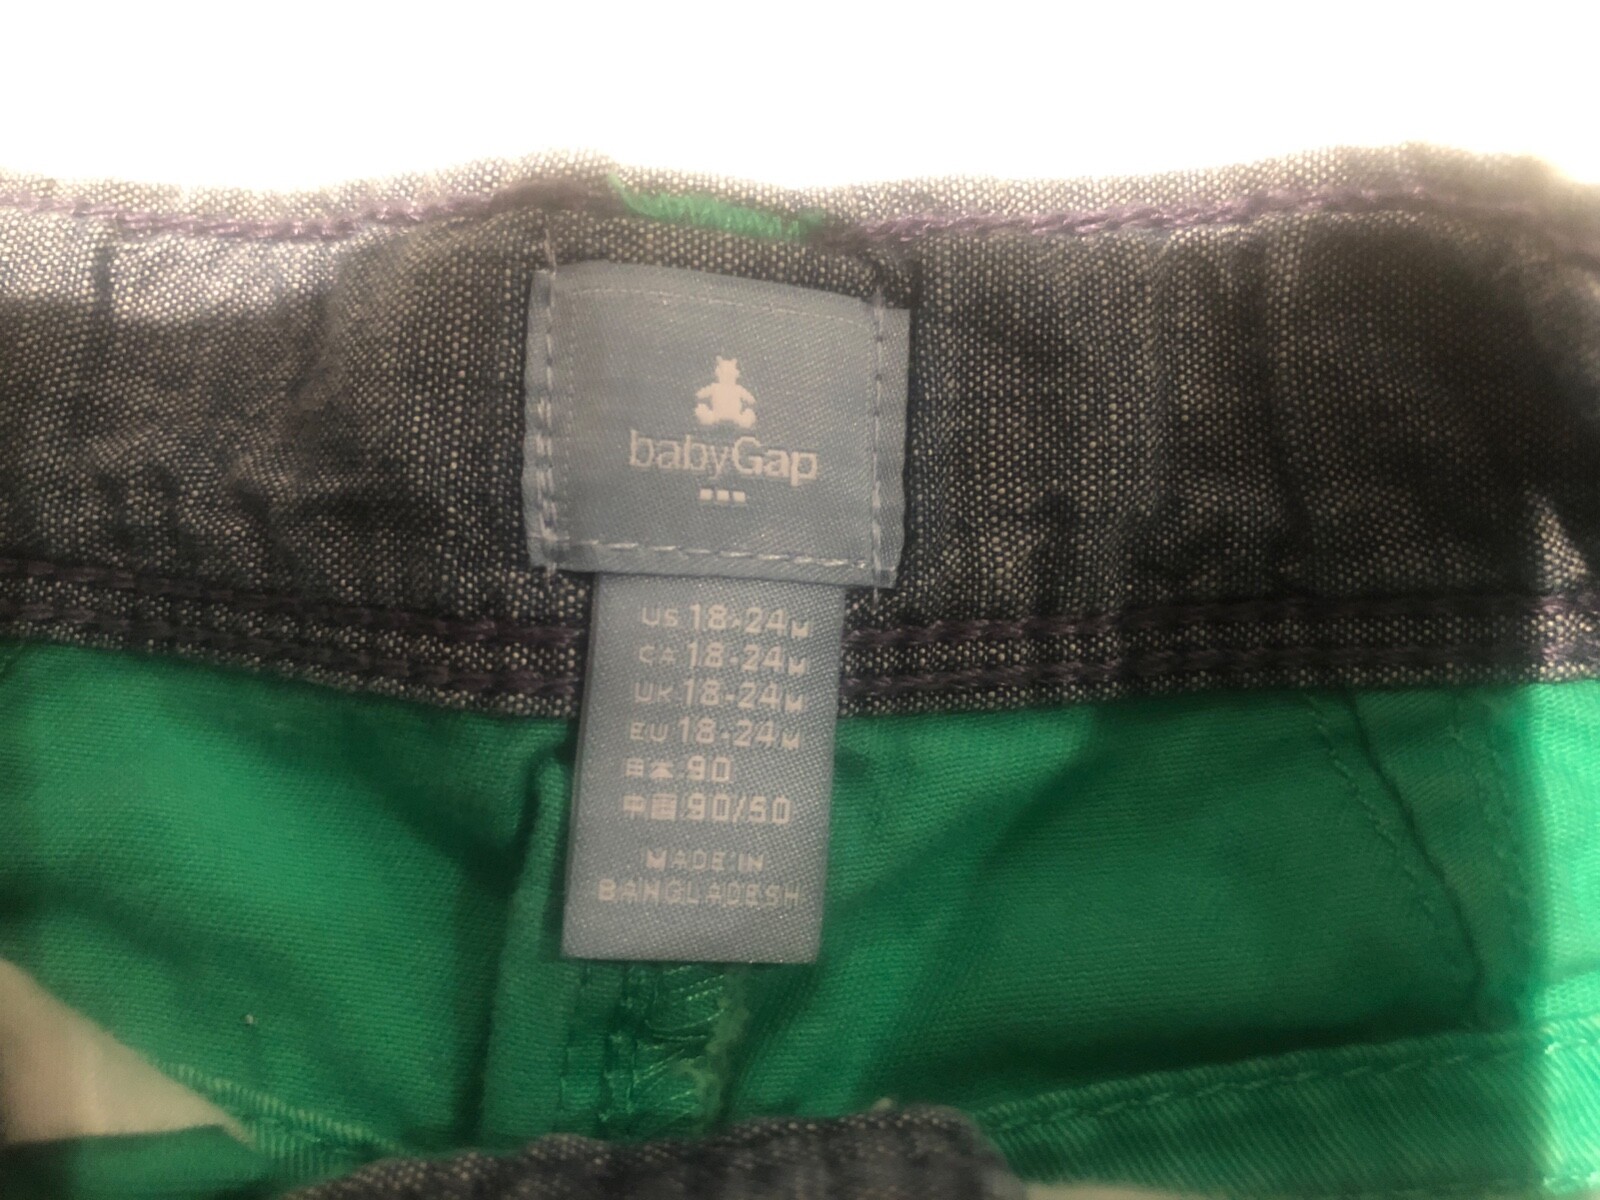 babyGap
US 18-24M
CA 18-24M
UK 18-24M
EU 18-24M
日本 90
中国 90/50
MADE IN
BANGLADESH